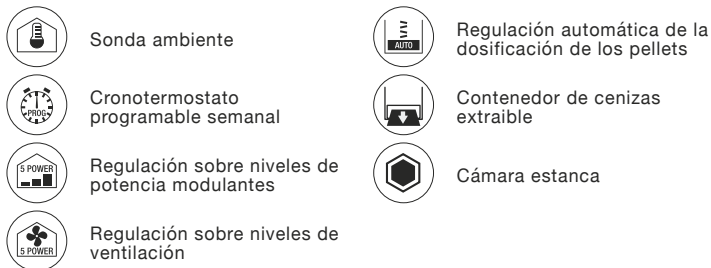 Sonda ambiente
PROG.
Cronotermostato
programable semanal
5 POWER
Regulación sobre niveles de
potencia modulantes
5 POWER
Regulación sobre niveles de
ventilación
AUTO
Regulación automática de la
dosificación de los pellets
Contenedor de cenizas
extraible
Cámara estanca